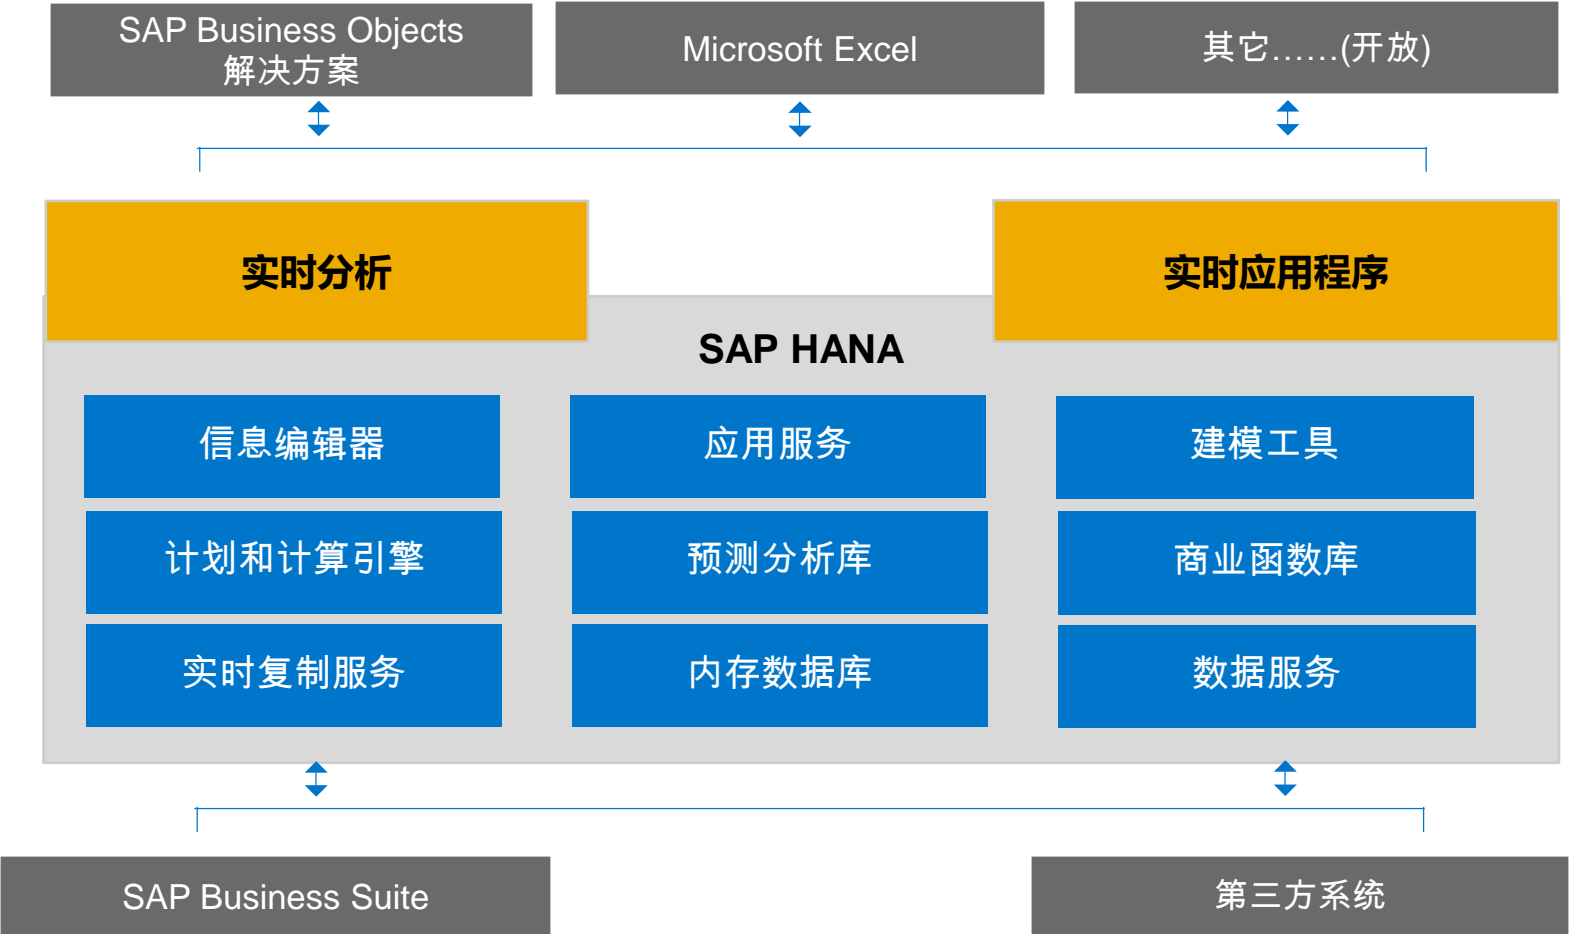 SAP Business Objects
解决方案
Microsoft Excel
其它……(开放)
实时分析
实时应用程序
SAP HANA
信息编辑器
应用服务
建模工具
计划和计算引擎
预测分析库
商业函数库
实时复制服务
内存数据库
数据服务
SAP Business Suite
第三方系统